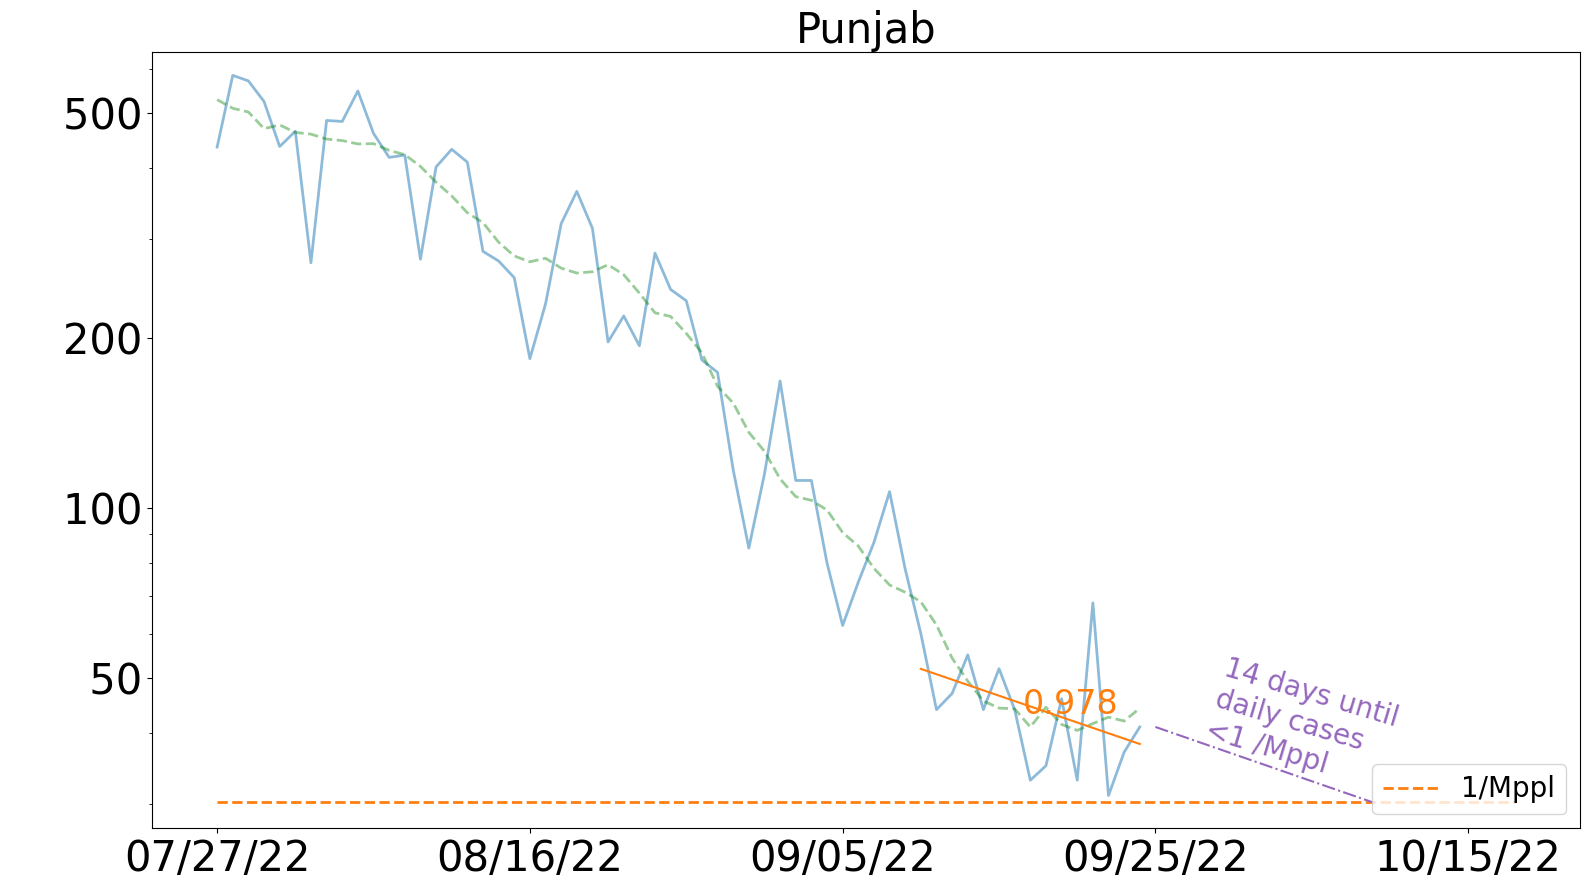 Punjab
500
200
100
50
0.978
14 days until
daily cases
<1 /Mppl
1/Mppl
07/27/22 08/16/22 09/05/22 09/25/22 10/15/22